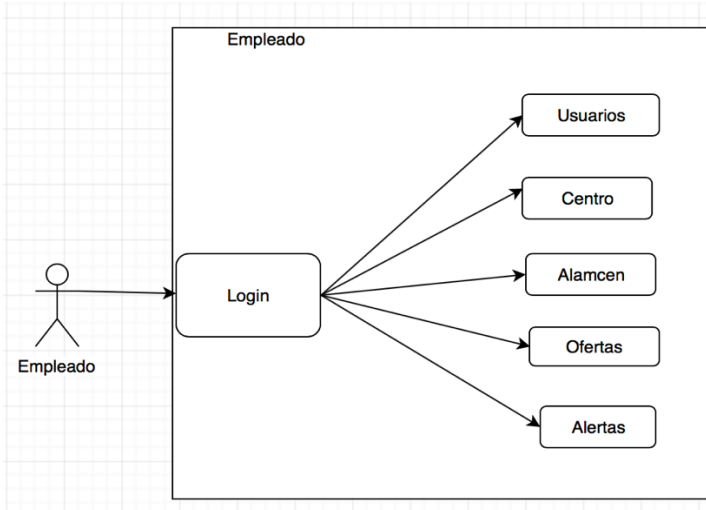 Empleado
Usuarios
Centro
Alamcen
Login
Ofertas
Empleado
Alertas